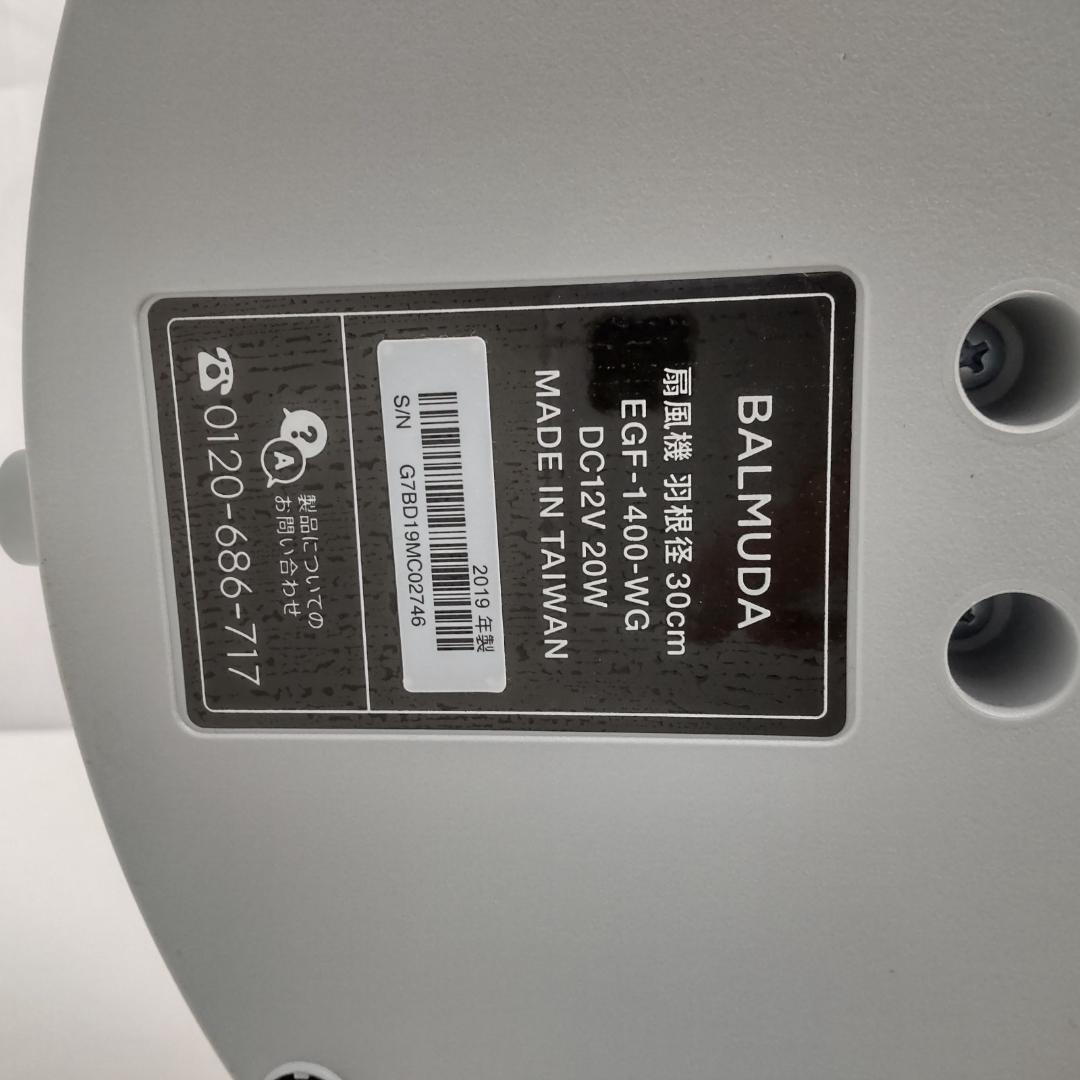 BALMUDA
扇風機 羽根径 30cm
EGF-1400-WG
DC12V 20W
MADE IN TAIWAN
2019 年製
S/N G7BD19MC02746
?
A
製品についての
お問い合わせ
0120-686-717